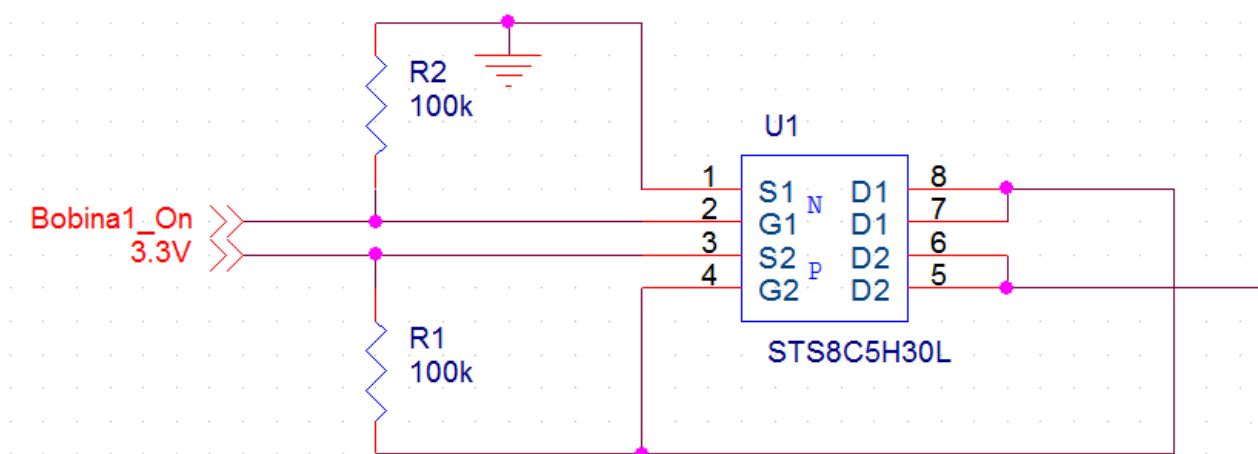 R2
100k
U1
1 S1 N D1 8
Bobina1_On 2 G1 D1 7
3.3V 3 S2 P D2 6
4 G2 D2 5
R1
100k
STS8C5H30L